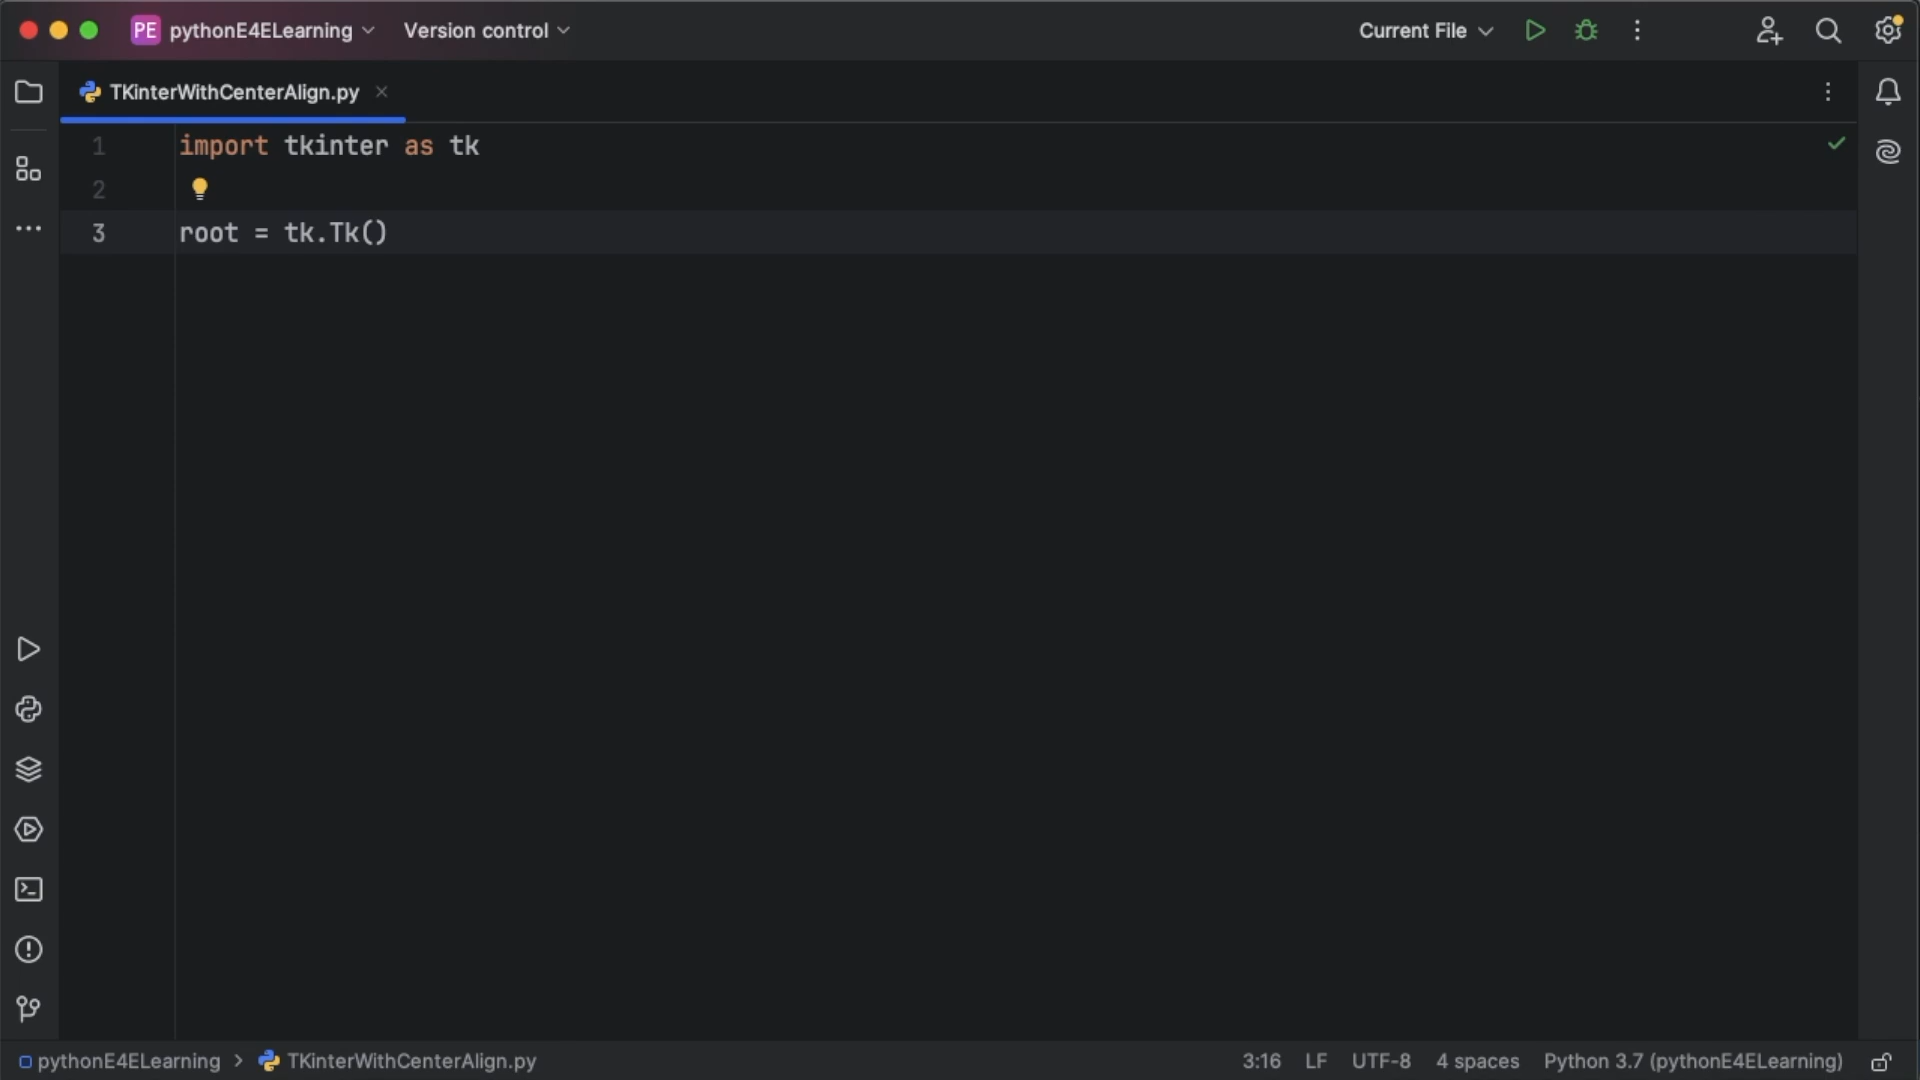 PE pythonE4ELearning Version control Current File
TKinterWithCenterAlign.py
1 import tkinter as tk
2
3 root = tk.Tk()
pythonE4ELearning > TKinterWithCenterAlign.py 3:16 LF UTF-8 4 spaces Python 3.7 (pythonE4ELearning)